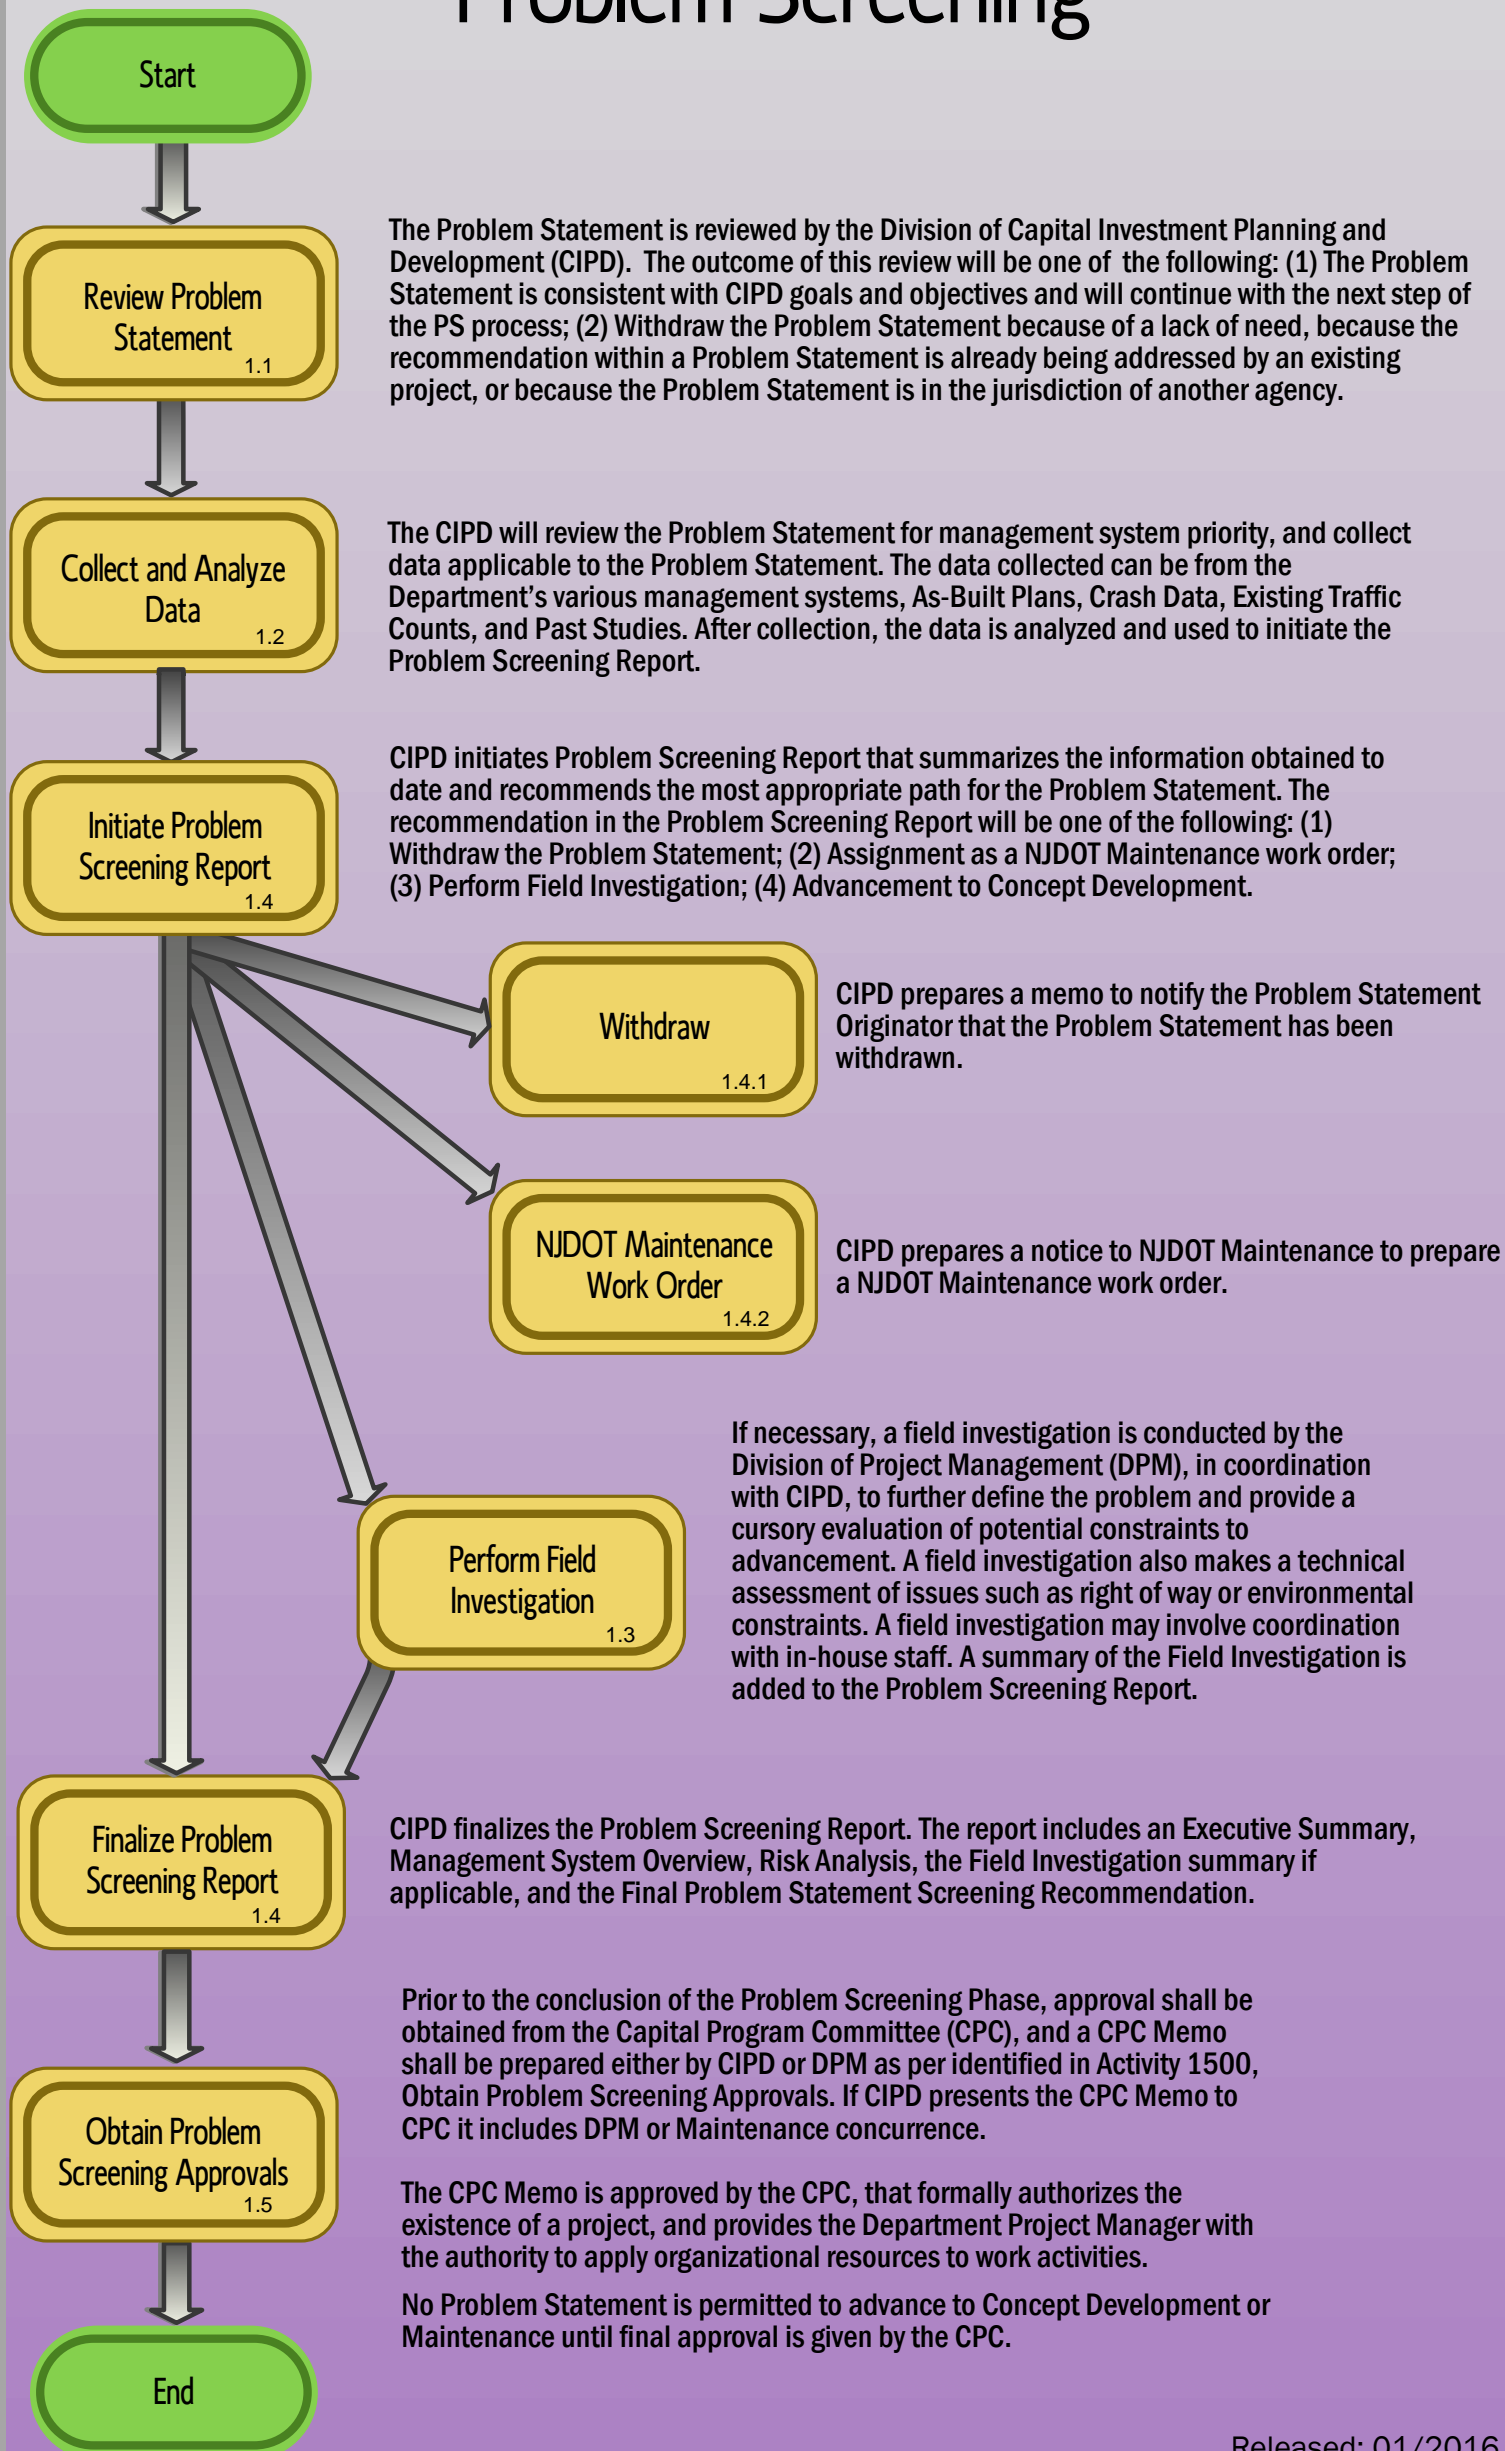 Problem Screening
Start
Review Problem
Statement
1.1
The Problem Statement is reviewed by the Division of Capital Investment Planning and
Development (CIPD).  The outcome of this review will be one of  the following: (1) The Problem
Statement is consistent with CIPD goals and objectives and will continue with the next step of
the PS process; (2) Withdraw the Problem Statement because of a lack of need, because the
recommendation within a Problem Statement is already being addressed by an existing
project, or because the Problem Statement is in the jurisdiction of another agency.
Collect and Analyze
Data
1.2
The CIPD will review the Problem Statement for management system priority, and collect
data applicable to the Problem Statement. The data collected can be from the
Department's various management systems, As-Built Plans, Crash Data, Existing Traffic
Counts, and Past Studies. After collection, the data is analyzed and used to initiate the
Problem Screening Report.
Initiate Problem
Screening Report
1.4
CIPD initiates Problem Screening Report that summarizes the information obtained to
date and recommends the most appropriate path for the Problem Statement. The
recommendation in the Problem Screening Report will be one of the following: (1)
Withdraw the Problem Statement; (2) Assignment as a NJDOT Maintenance work order;
(3) Perform Field Investigation; (4) Advancement to Concept Development.
Withdraw
1.4.1
CIPD prepares a memo to notify the Problem Statement
Originator that the Problem Statement has been
withdrawn.
NJDOT Maintenance
Work Order
1.4.2
CIPD prepares a notice to NJDOT Maintenance to prepare
a NJDOT Maintenance work order.
Perform Field
Investigation
1.3
If necessary, a field investigation is conducted by the
Division of Project Management (DPM), in coordination
with CIPD, to further define the problem and provide a
cursory evaluation of potential constraints to
advancement. A field investigation also makes a technical
assessment of issues such as right of way or environmental
constraints. A field investigation may involve coordination
with in-house staff. A summary of the Field Investigation is
added to the Problem Screening Report.
Finalize Problem
Screening Report
1.4
CIPD finalizes the Problem Screening Report. The report includes an Executive Summary,
Management System Overview, Risk Analysis, the Field Investigation summary if
applicable, and the Final Problem Statement Screening Recommendation.
Obtain Problem
Screening Approvals
1.5
Prior to the conclusion of the Problem Screening Phase, approval shall be
obtained from the Capital Program Committee (CPC), and a CPC Memo
shall be prepared either by CIPD or DPM as per identified in Activity 1500,
Obtain Problem Screening Approvals. If CIPD presents the CPC Memo to
CPC it includes DPM or Maintenance concurrence.
The CPC Memo is approved by the CPC, that formally authorizes the
existence of a project, and provides the Department Project Manager with
the authority to apply organizational resources to work activities.
No Problem Statement is permitted to advance to Concept Development or
Maintenance until final approval is given by the CPC.
End
Released: 01/2016